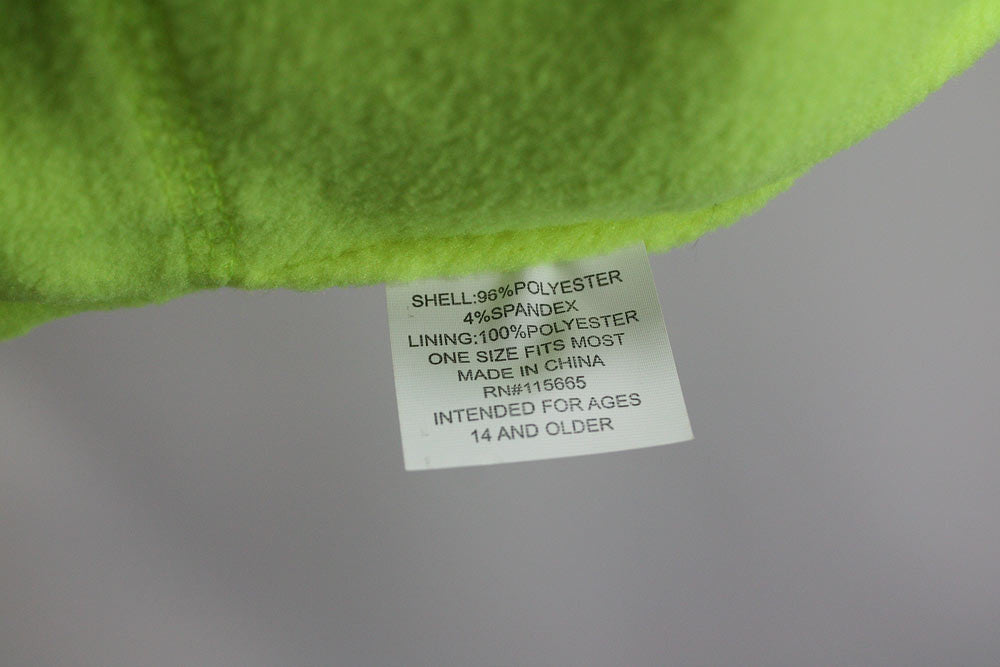 SHELL:96%POLYESTER
4%SPANDEX
LINING:100%POLYESTER
ONE SIZE FITS MOST
MADE IN CHINA
RN#115665
INTENDED FOR AGES
14 AND OLDER